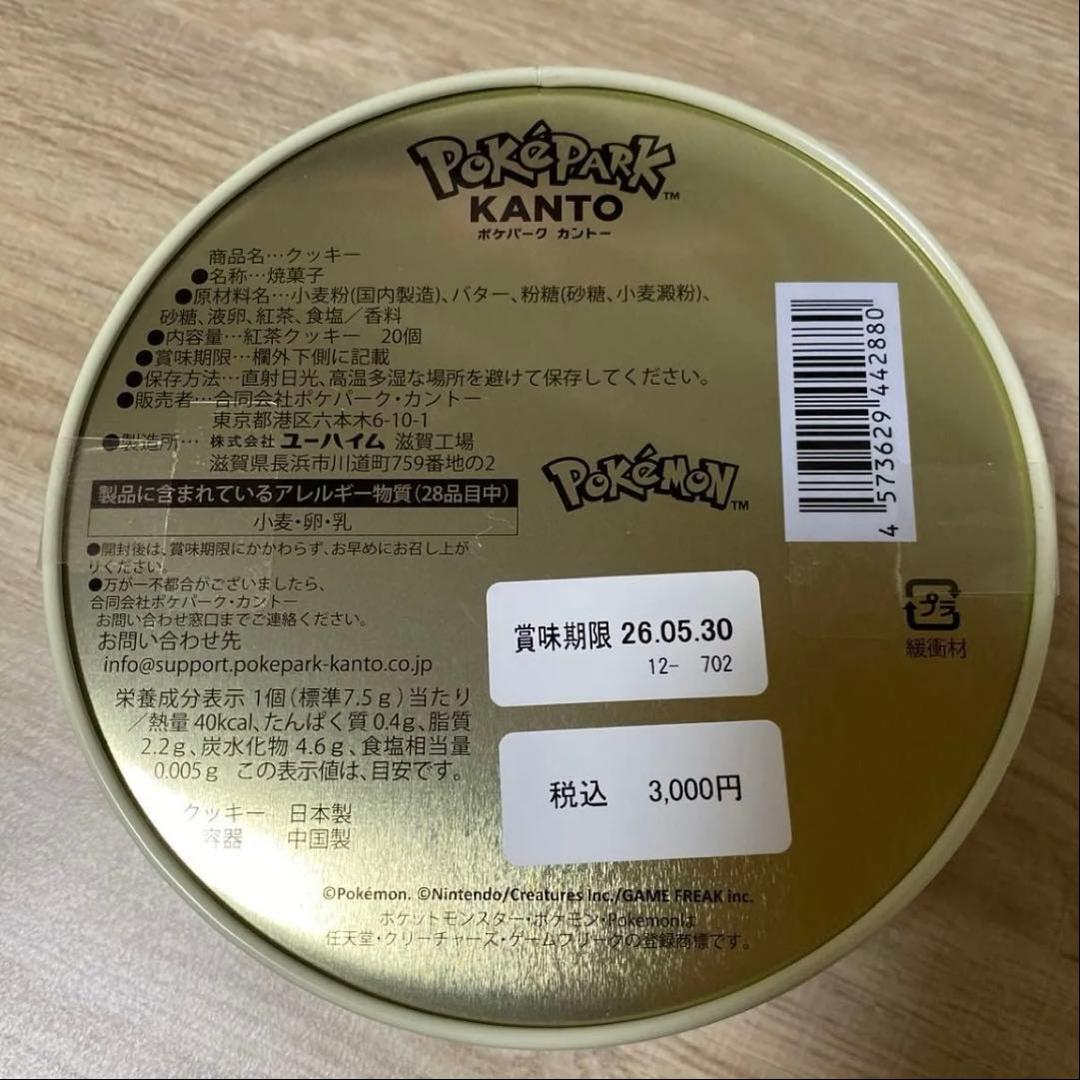 POKÉPARK™
KANTO
ポケパーク カントー
商品名…クッキー
●名称…焼菓子
●原材料名…小麦粉(国内製造)、バター、粉糖(砂糖、小麦澱粉)、
砂糖、液卵、紅茶、食塩／香料
●内容量…紅茶クッキー 20個
●賞味期限…欄外下側に記載
●保存方法…直射日光、高温多湿な場所を避けて保存してください。
●販売者…合同会社ポケパーク・カントー
東京都港区六本木6-10-1
●製造所…株式会社ユーハイム 滋賀工場
滋賀県長浜市川道町759番地の2
製品に含まれているアレルギー物質(28品目中)
小麦・卵・乳
●開封後は、賞味期限にかかわらず、お早めにお召し上が
りください。
●万が一不都合がございましたら、
合同会社ポケパーク・カントー
お問い合わせ窓口までご連絡ください。
お問い合わせ先
info@support.pokepark-kanto.co.jp
栄養成分表示 1個(標準7.5g)当たり
/熱量 40kcal、たんぱく質 0.4g、脂質
2.2g、炭水化物 4.6g、食塩相当量
0.005g この表示値は、目安です。
クッキー 日本製
容器 中国製
POKÉMON™
4 573629 442880
プラ
緩衝材
賞味期限 26.05.30
12- 702
税込 3,000円
©Pokémon. ©Nintendo/Creatures Inc./GAME FREAK inc.
ポケットモンスター・ポケモン・Pokémonは
任天堂・クリーチャーズ・ゲームフリークの登録商標です。